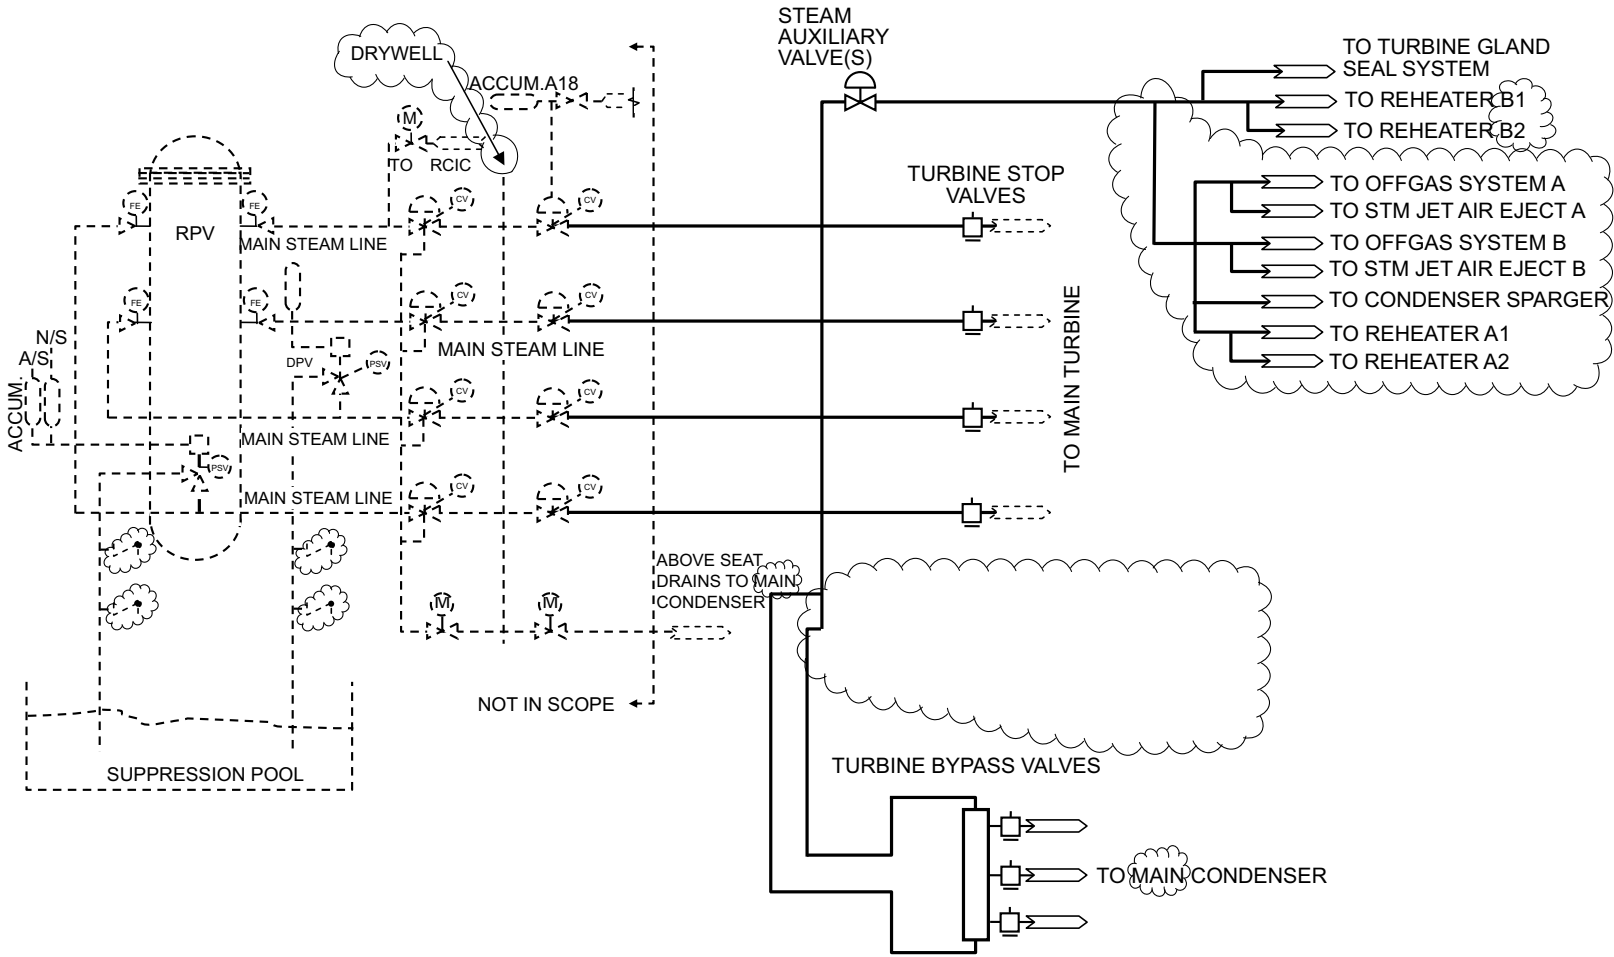 STEAM
AUXILIARY
VALVE(S)
TO TURBINE GLAND
SEAL SYSTEM
TO REHEATER B1
TO REHEATER B2
DRYWELL
ACCUM.A18
M
TO RCIC
TURBINE STOP
VALVES
TO OFFGAS SYSTEM A
TO STM JET AIR EJECT A
TO OFFGAS SYSTEM B
TO STM JET AIR EJECT B
TO CONDENSER SPARGER
TO REHEATER A1
TO REHEATER A2
FE
FE
CV
CV
RPV
MAIN STEAM LINE
FE
FE
CV
CV
N/S
A/S
ACCUM.
MAIN STEAM LINE
DPV
PSV
TO MAIN TURBINE
CV
CV
MAIN STEAM LINE
PSV
MAIN STEAM LINE
CV
CV
ABOVE SEAT
DRAINS TO MAIN
CONDENSER
M
M
NOT IN SCOPE
SUPPRESSION POOL
TURBINE BYPASS VALVES
TO MAIN CONDENSER